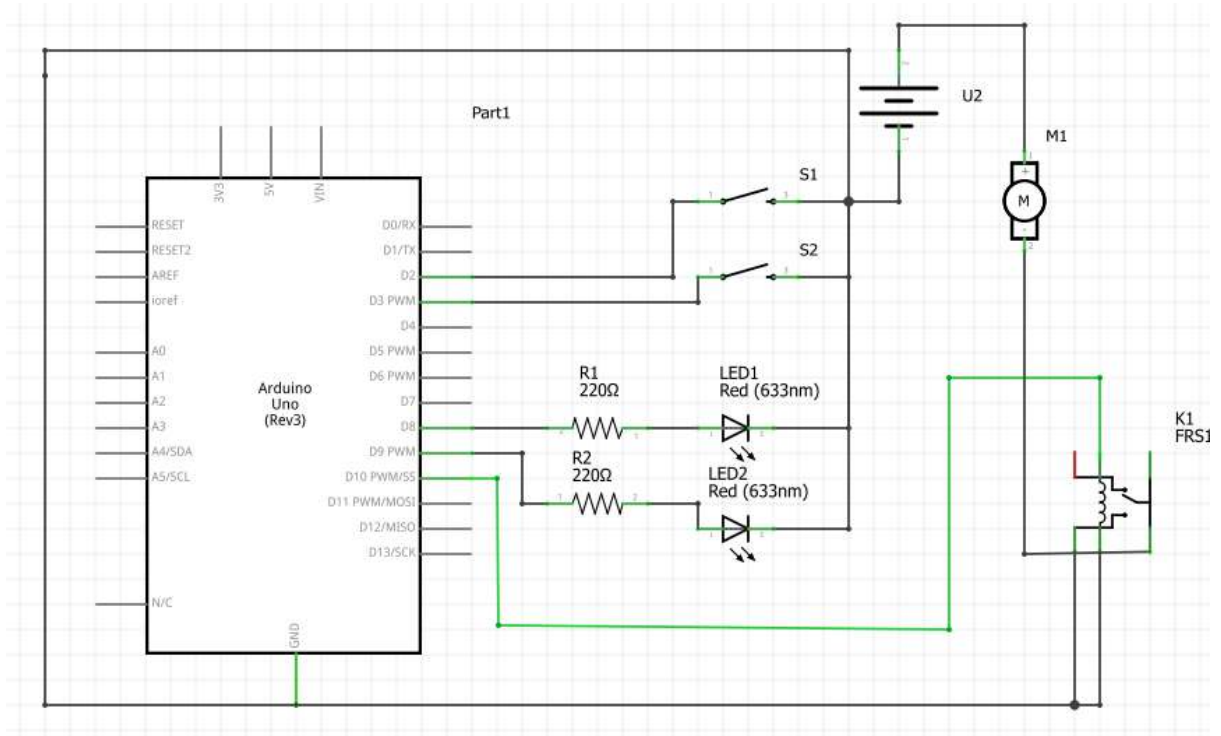 Part1
U2
M1
S1
S2
3V3
5V
VIN
RESET
RESET2
AREF
ioref
A0
A1
A2
A3
A4/SDA
A5/SCL
N/C
D0/RX
D1/TX
D2
D3 PWM
D4
D5 PWM
D6 PWM
D7
D8
D9 PWM
D10 PWM/SS
D11 PWM/MOSI
D12/MISO
D13/SCK
GND
Arduino
Uno
(Rev3)
R1
220Ω
R2
220Ω
LED1
Red (633nm)
LED2
Red (633nm)
M
+
K1
FRS1